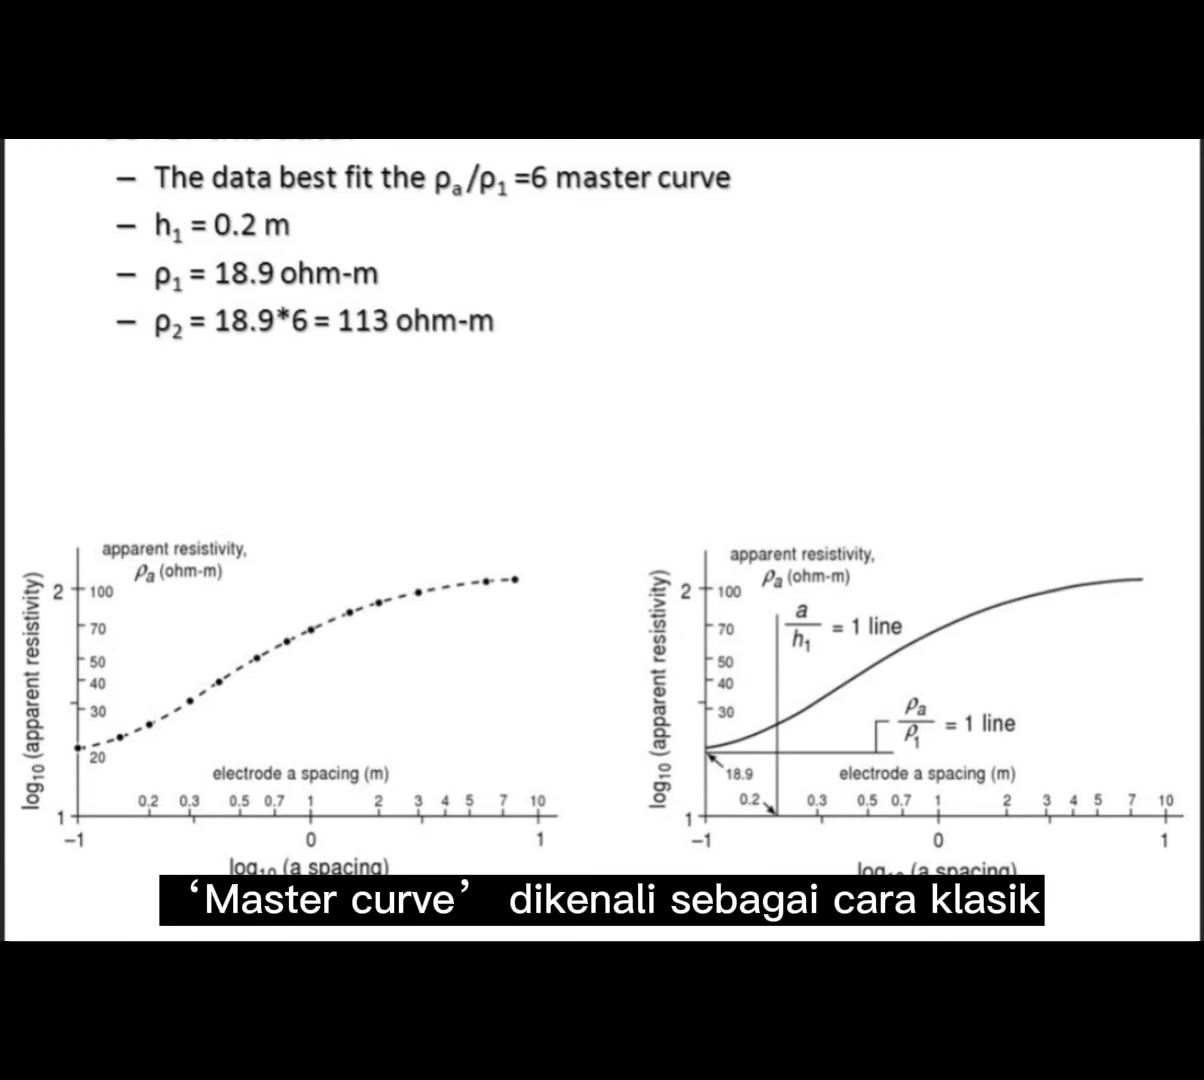 – The data best fit the ρₐ/ρ₁ =6 master curve
– h₁ = 0.2 m
– ρ₁ = 18.9 ohm-m
– ρ₂ = 18.9*6 = 113 ohm-m
apparent resistivity,
ρa (ohm-m)
log₁₀ (apparent resistivity)
2
100
70
50
40
30
20
1
electrode a spacing (m)
0.2 0.3 0.5 0.7 1 2 3 4 5 7 10
−1 0 1
log₁₀ (a spacing)
apparent resistivity,
ρa (ohm-m)
log₁₀ (apparent resistivity)
2
100
70
50
40
30
1
a/h₁ = 1 line
ρa/ρ₁ = 1 line
18.9
electrode a spacing (m)
0.2 0.3 0.5 0.7 1 2 3 4 5 7 10
−1 0 1
log₁₀ (a spacing)
‘Master curve’ dikenali sebagai cara klasik